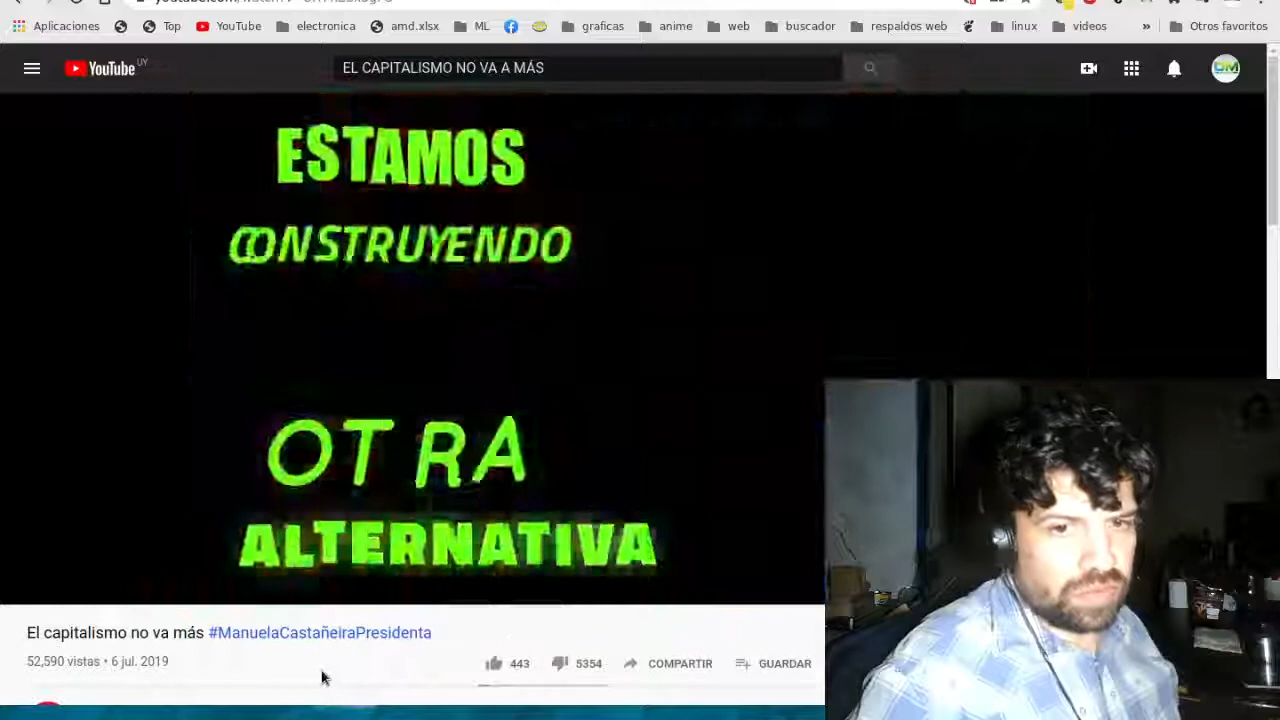 Aplicaciones
Top
YouTube
electronica
amd.xlsx
ML
graficas
anime
web
buscador
respaldos web
linux
videos
»
Otros favoritos
YouTube UY
EL CAPITALISMO NO VA A MÁS
OM
ESTAMOS
CONSTRUYENDO
OTRA
ALTERNATIVA
El capitalismo no va más #ManuelaCastañeiraPresidenta
52,590 vistas • 6 jul. 2019
443
5354
COMPARTIR
GUARDAR